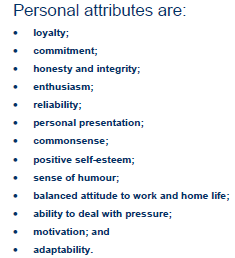 Personal attributes are:
• loyalty;
• commitment;
• honesty and integrity;
• enthusiasm;
• reliability;
• personal presentation;
• commonsense;
• positive self-esteem;
• sense of humour;
• balanced attitude to work and home life;
• ability to deal with pressure;
• motivation; and
• adaptability.